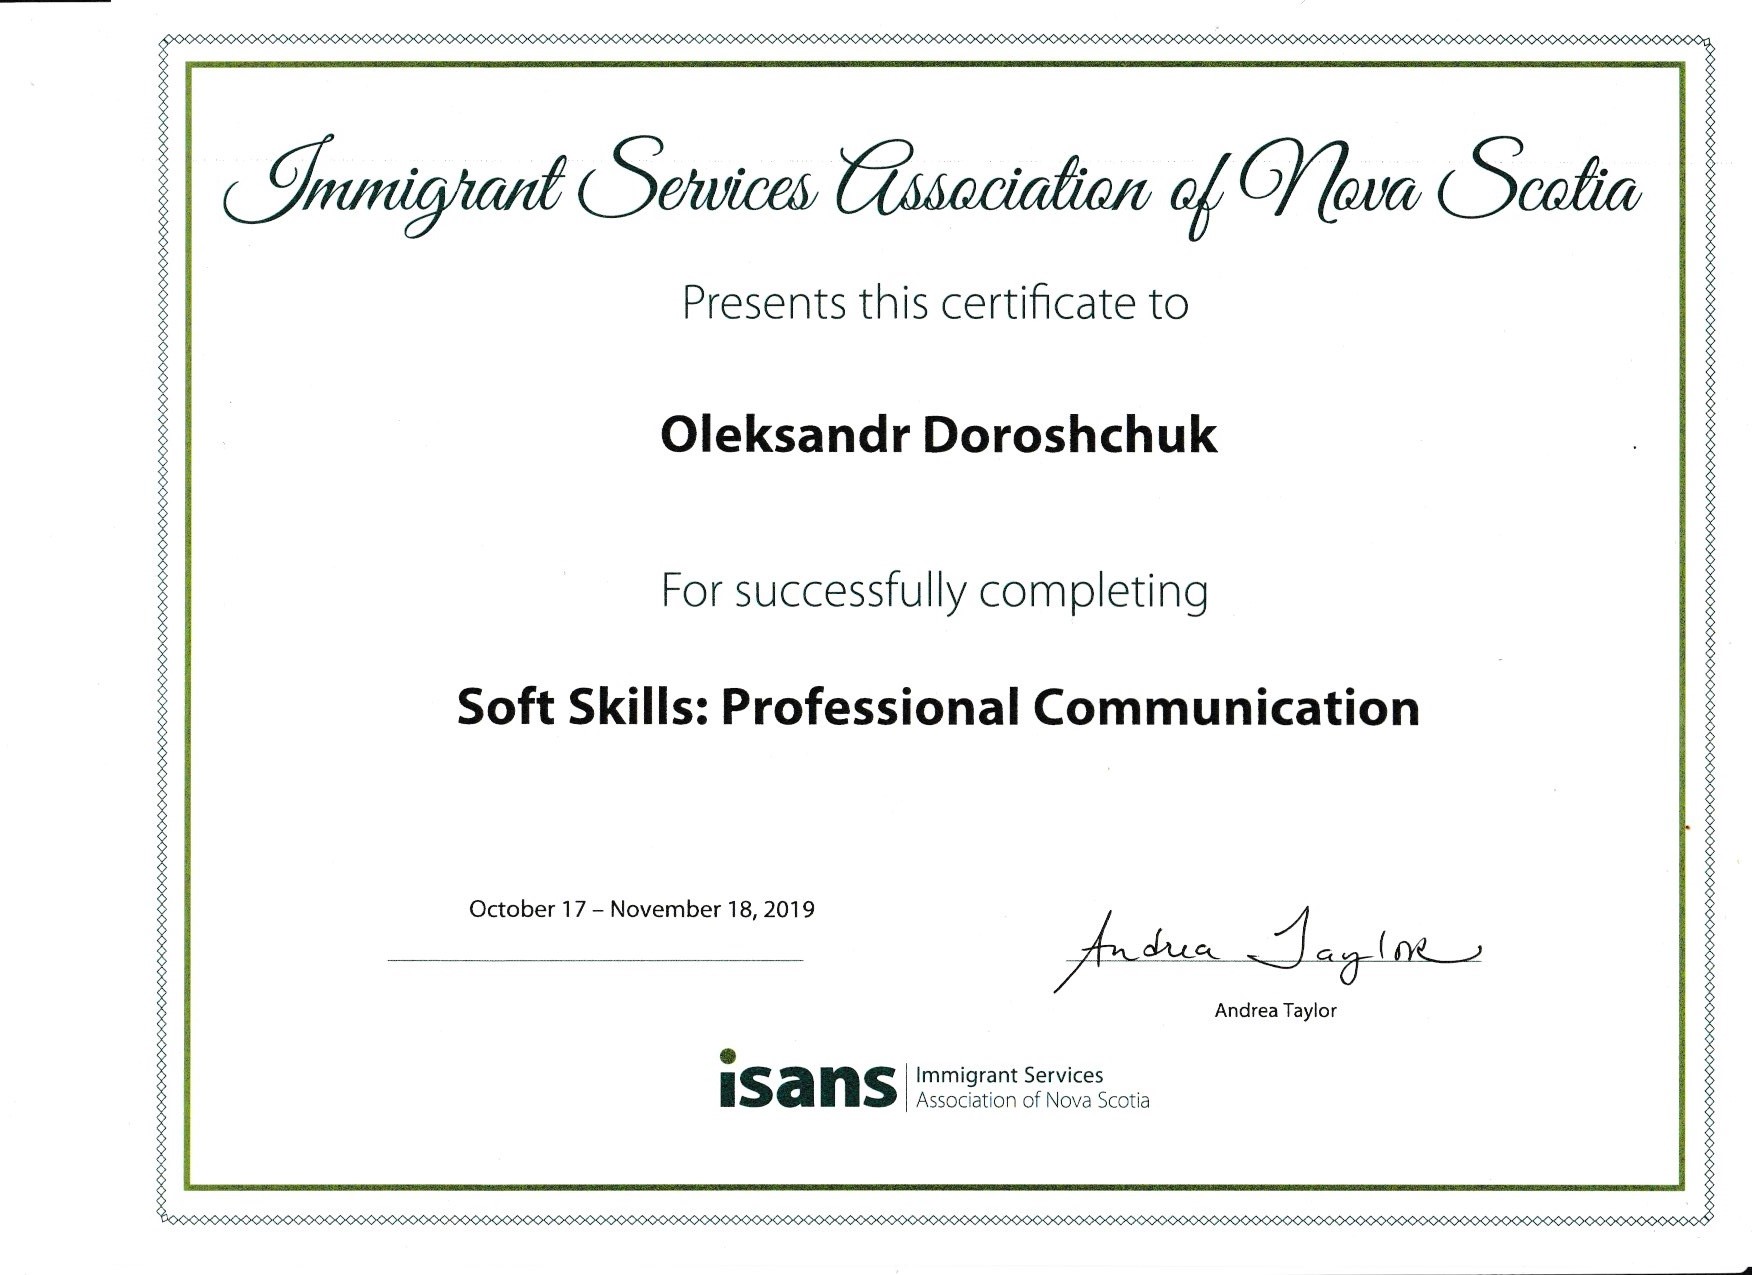 Immigrant Services Association of Nova Scotia
Presents this certificate to
Oleksandr Doroshchuk
For successfully completing
Soft Skills: Professional Communication
October 17 – November 18, 2019
Andrea Taylor
Andrea Taylor
isans
Immigrant Services
Association of Nova Scotia